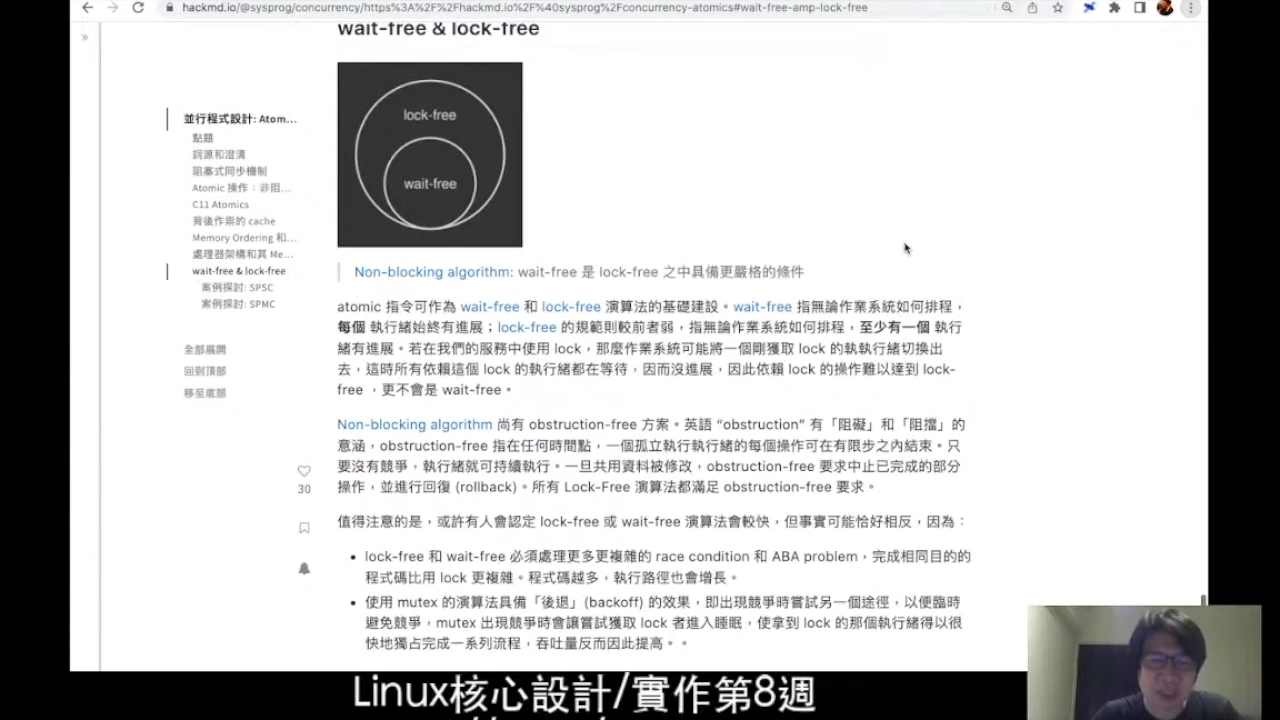 hackmd.io/@sysprog/concurrency/https%3A%2F%2Fhackmd.io%2F%40sysprog%2Fconcurrency-atomics#wait-free-amp-lock-free
wait-free & lock-free
lock-free
wait-free
並行程式設計: Atom...
點題
詞源和澄清
阻塞式同步機制
Atomic 操作：非阻...
C11 Atomics
背後作祟的 cache
Memory Ordering 和...
處理器架構和其 Me...
wait-free & lock-free
案例探討: SPSC
案例探討: SPMC
全部展開
回到頂部
移至底部
30
Non-blocking algorithm: wait-free 是 lock-free 之中具備更嚴格的條件
atomic 指令可作為 wait-free 和 lock-free 演算法的基礎建設。wait-free 指無論作業系統如何排程，
每個 執行緒始終有進展；lock-free 的規範則較前者弱，指無論作業系統如何排程，至少有一個 執行
緒有進展。若在我們的服務中使用 lock，那麼作業系統可能將一個剛獲取 lock 的執執行緒切換出
去，這時所有依賴這個 lock 的執行緒都在等待，因而沒進展，因此依賴 lock 的操作難以達到 lock-
free ，更不會是 wait-free。
Non-blocking algorithm 尚有 obstruction-free 方案。英語 “obstruction” 有「阻礙」和「阻擋」的
意涵，obstruction-free 指在任何時間點，一個孤立執行執行緒的每個操作可在有限步之內結束。只
要沒有競爭，執行緒就可持續執行。一旦共用資料被修改，obstruction-free 要求中止已完成的部分
操作，並進行回復 (rollback)。所有 Lock-Free 演算法都滿足 obstruction-free 要求。
值得注意的是，或許有人會認定 lock-free 或 wait-free 演算法會較快，但事實可能恰好相反，因為：
lock-free 和 wait-free 必須處理更多更複雜的 race condition 和 ABA problem，完成相同目的的
程式碼比用 lock 更複雜。程式碼越多，執行路徑也會增長。
使用 mutex 的演算法具備「後退」(backoff) 的效果，即出現競爭時嘗試另一個途徑，以便臨時
避免競爭，mutex 出現競爭時會讓嘗試獲取 lock 者進入睡眠，使拿到 lock 的那個執行緒得以很
快地獨占完成一系列流程，吞吐量反而因此提高。。
Linux核心設計/實作第8週